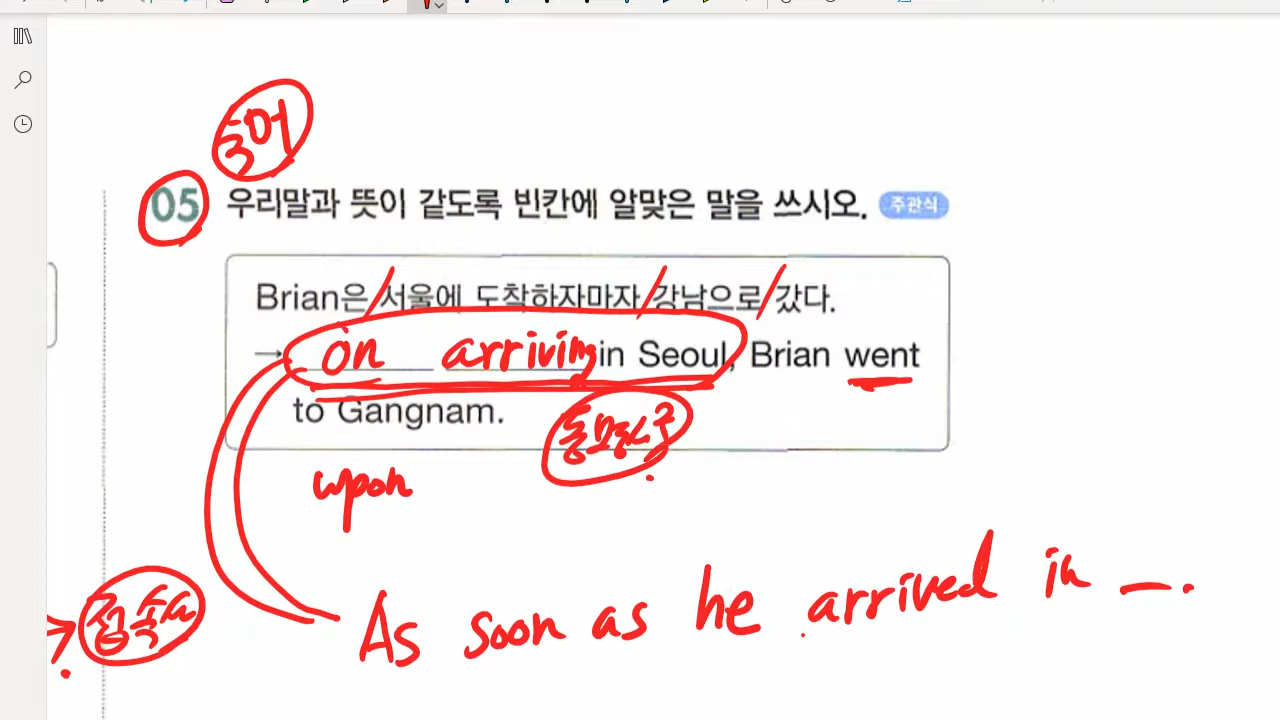 중어
05 우리말과 뜻이 같도록 빈칸에 알맞은 말을 쓰시오. 주관식
Brian은/서울에 도착하자마자/강남으로/갔다.
→ on arriving in Seoul, Brian went
to Gangnam.
upon
접속사
As soon as he arrived in —.